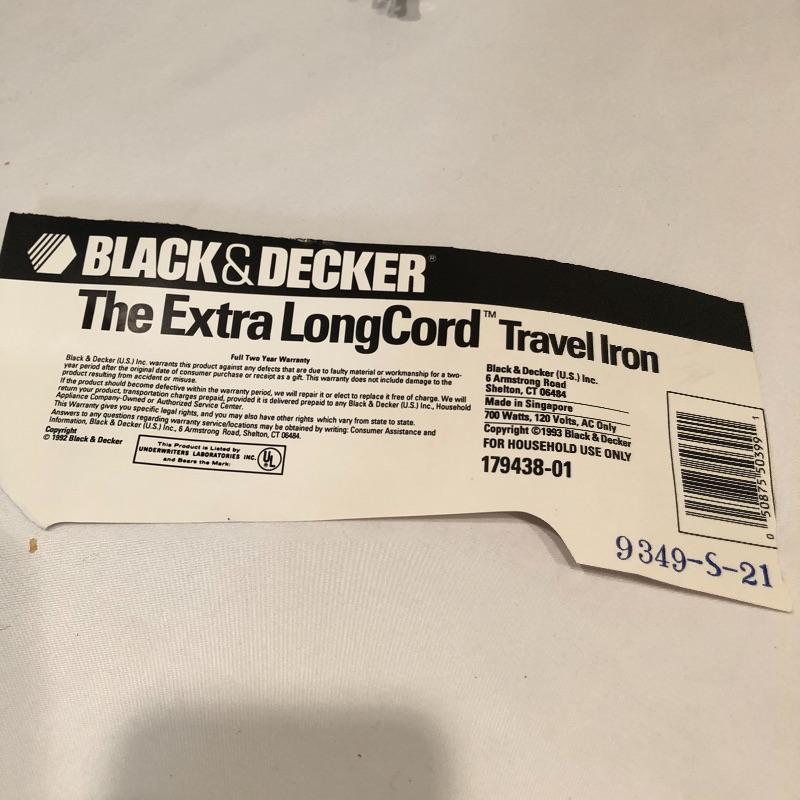 BLACK & DECKER®
The Extra LongCord™ Travel Iron
Full Two Year Warranty
Black & Decker (U.S.) Inc. warrants this product against any defects that are due to faulty material or workmanship for a two-
year period after the original date of consumer purchase or receipt as a gift. This warranty does not include damage to the
product resulting from accident or misuse.
If the product should become defective within the warranty period, we will repair it or elect to replace it free of charge. We will
return your product, transportation charges prepaid, provided it is delivered prepaid to any Black & Decker (U.S.) Inc., Household
Appliance Company-Owned or Authorized Service Center.
This Warranty gives you specific legal rights, and you may also have other rights which vary from state to state.
Answers to any questions regarding warranty service/locations may be obtained by writing: Consumer Assistance and
Information, Black & Decker (U.S.) Inc., 6 Armstrong Road, Shelton, CT 06484.
Copyright
© 1992 Black & Decker
This Product is Listed by
UNDERWRITERS LABORATORIES INC.
and Bears the Mark:
UL
Black & Decker (U.S.) Inc.
6 Armstrong Road
Shelton, CT 06484
Made in Singapore
700 Watts, 120 Volts, AC Only
Copyright ©1993 Black & Decker
FOR HOUSEHOLD USE ONLY
179438-01
0 50875 50399 1
9349-S-21